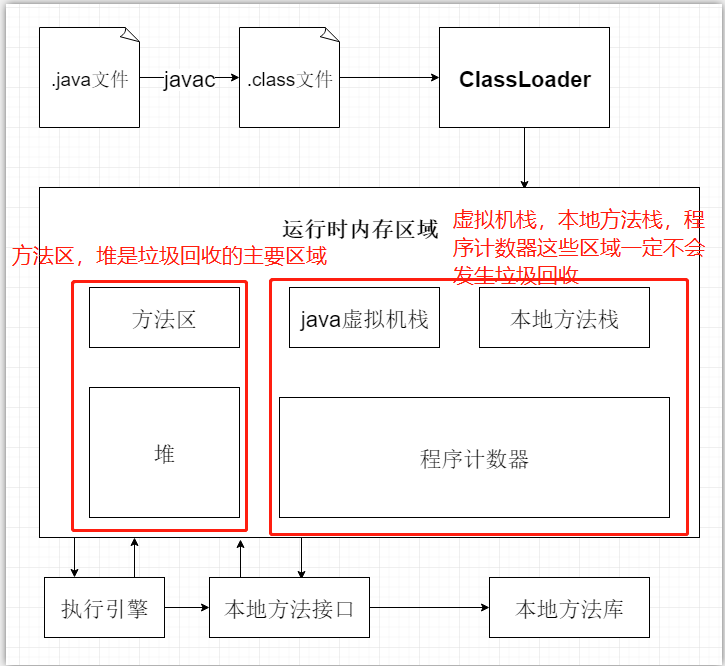 .java文件
javac
.class文件
ClassLoader
运行时内存区域
方法区，堆是垃圾回收的主要区域
虚拟机栈，本地方法栈，程
序计数器这些区域一定不会
发生垃圾回收
方法区
java虚拟机栈
本地方法栈
堆
程序计数器
执行引擎
本地方法接口
本地方法库